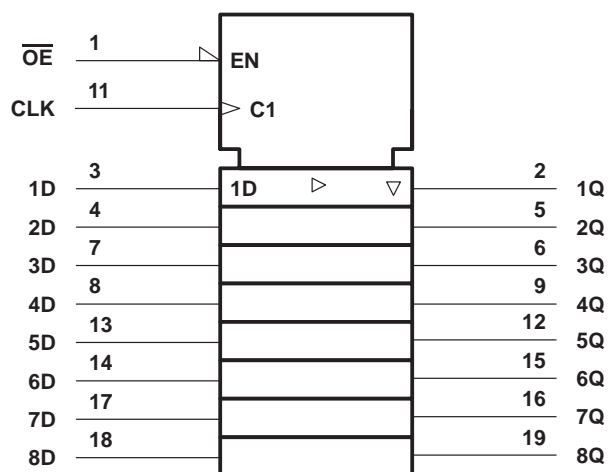 OE 1 EN
CLK 11 C1
1D 3 1D 2 1Q
2D 4 5 2Q
3D 7 6 3Q
4D 8 9 4Q
5D 13 12 5Q
6D 14 15 6Q
7D 17 16 7Q
8D 18 19 8Q